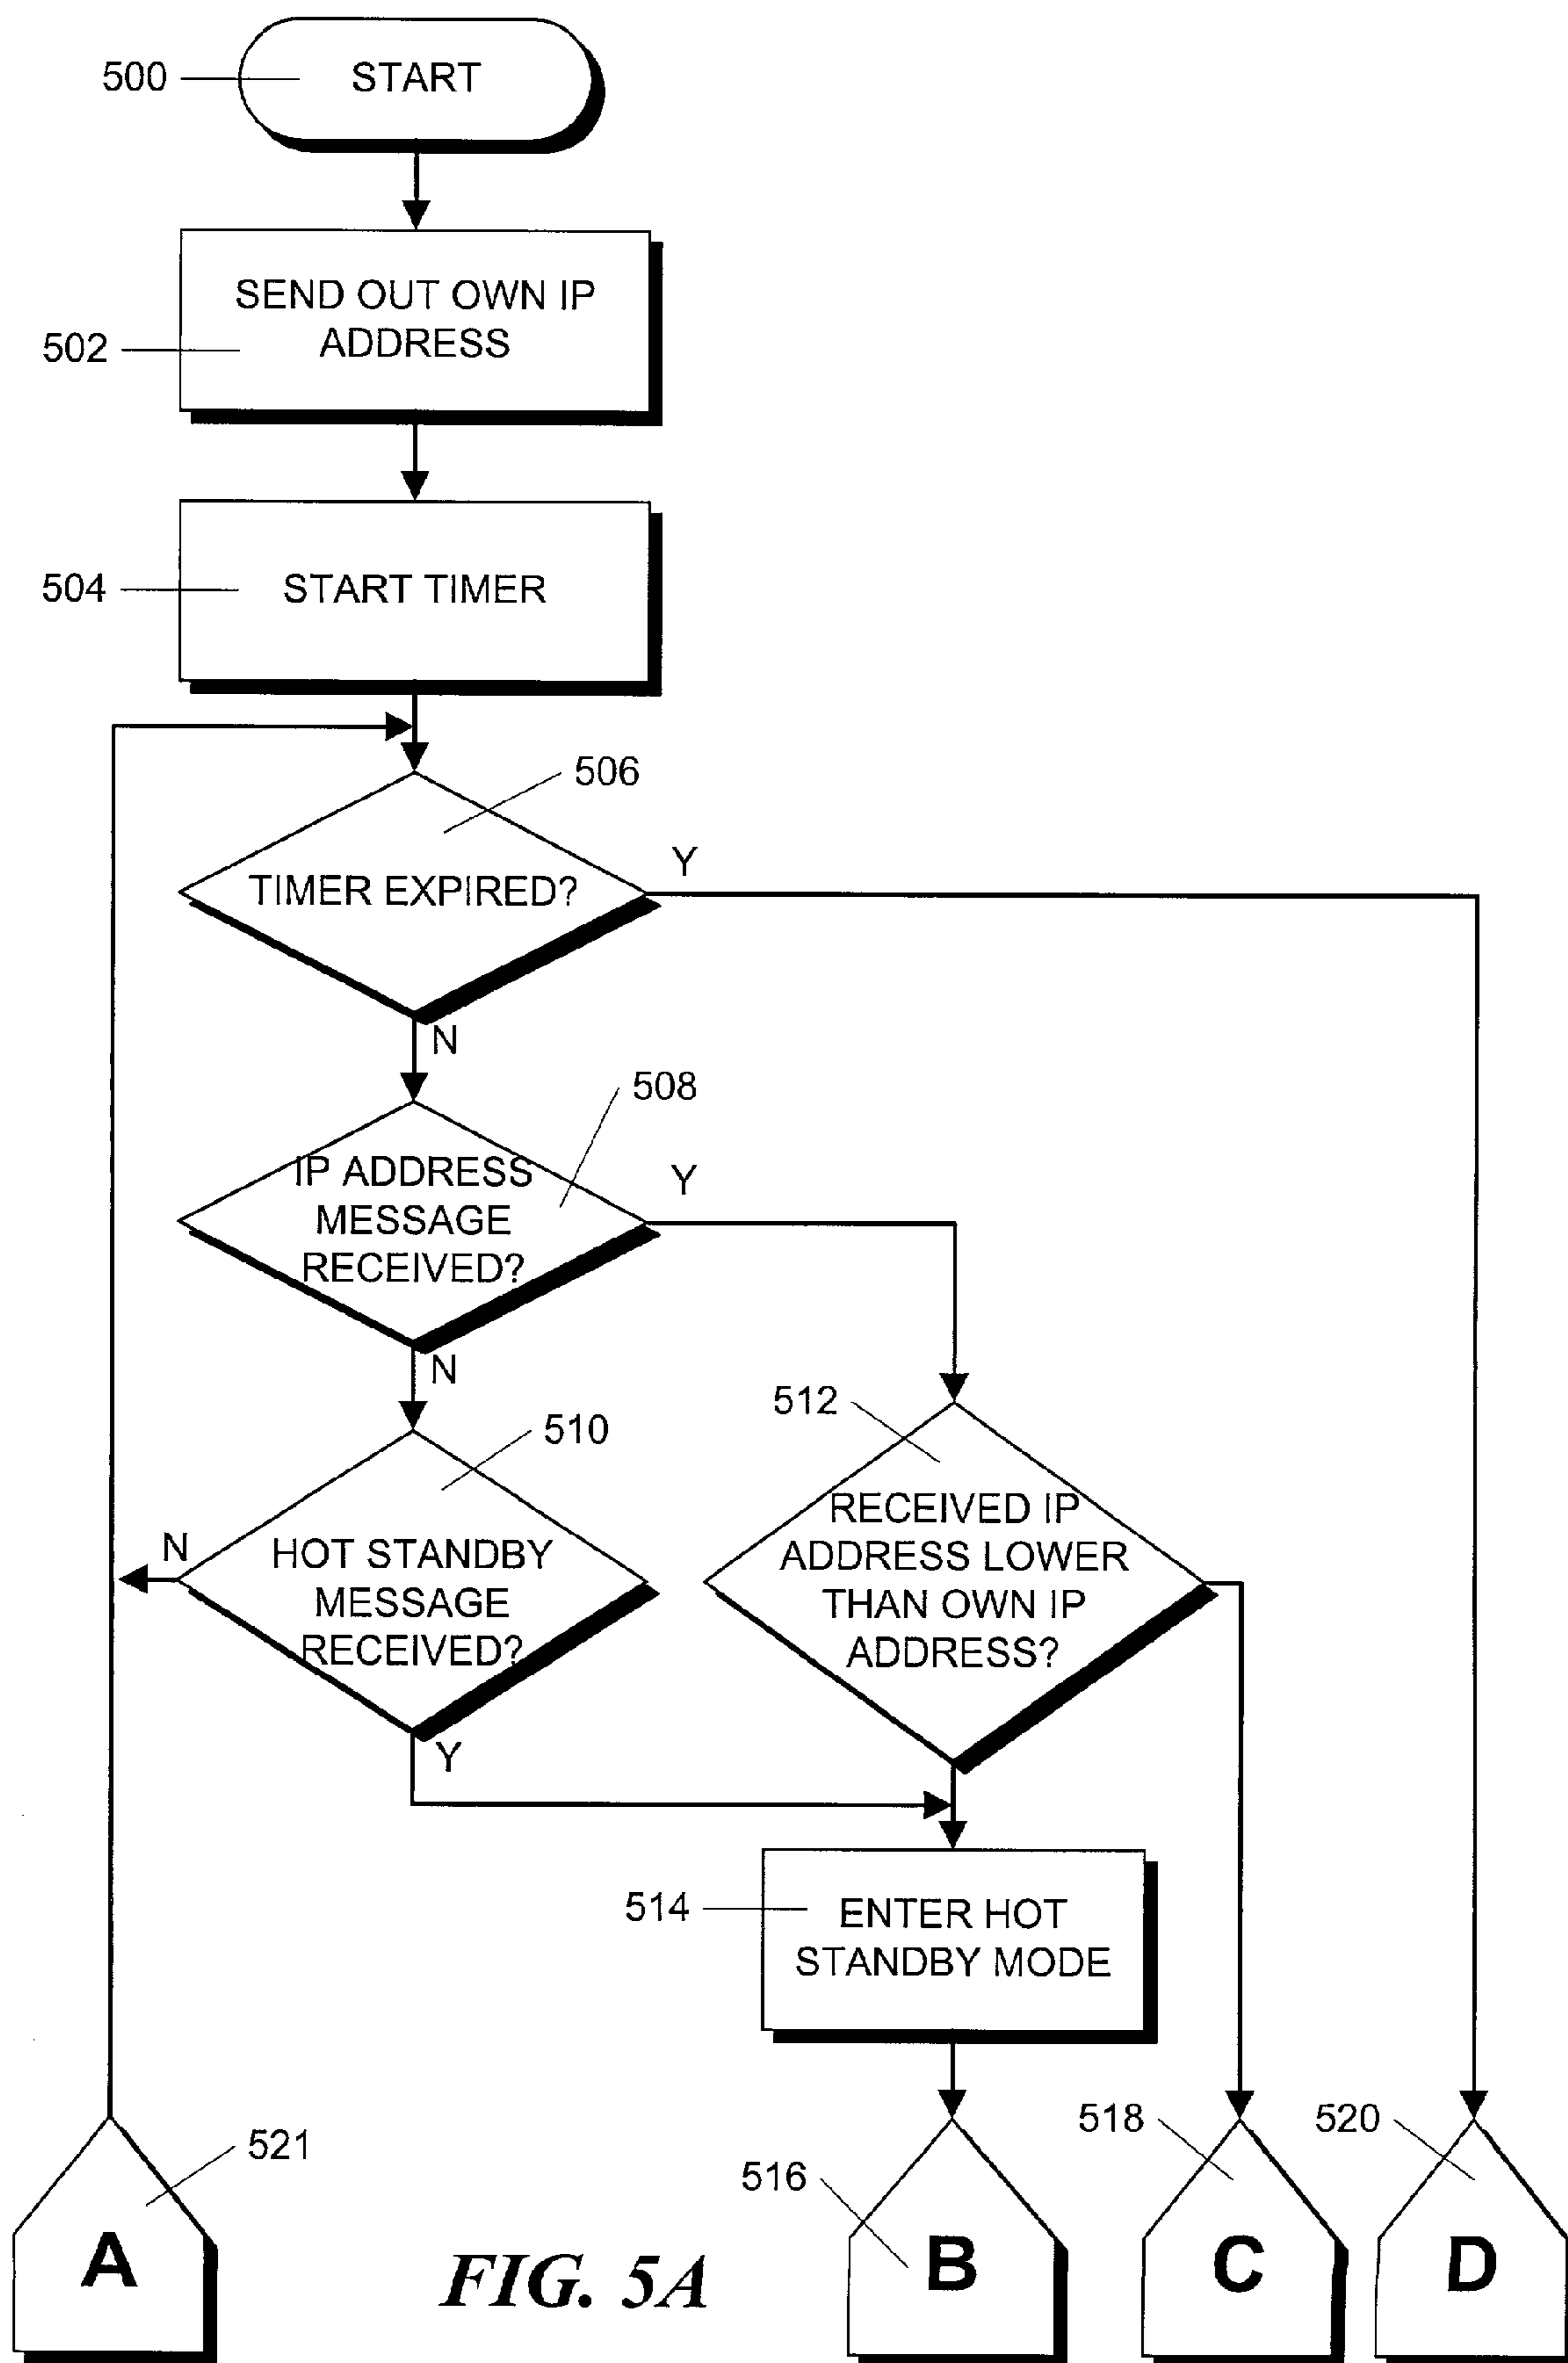 500
START
SEND OUT OWN IP
ADDRESS
502
504
START TIMER
506
Y
TIMER EXPIRED?
N
508
IP ADDRESS
MESSAGE
RECEIVED?
Y
N
512
510
RECEIVED IP
ADDRESS LOWER
THAN OWN IP
ADDRESS?
N
HOT STANDBY
MESSAGE
RECEIVED?
Y
514
ENTER HOT
STANDBY MODE
521
516
518
520
A
B
C
D
FIG. 5A